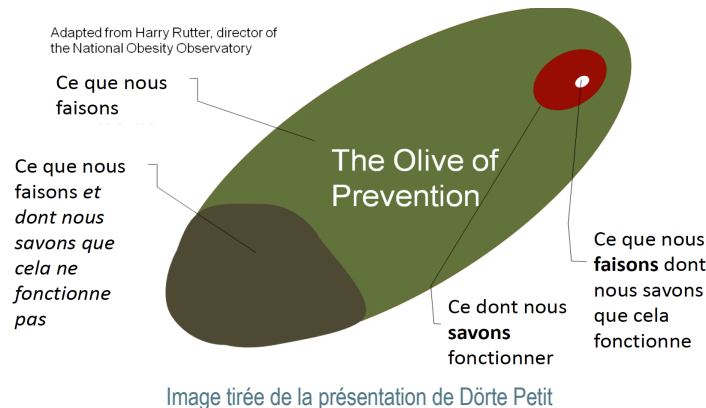 Adapted from Harry Rutter, director of
the National Obesity Observatory
Ce que nous
faisons
Ce que nous
faisons et
dont nous
savons que
cela ne
fonctionne
pas
The Olive of
Prevention
Ce dont nous
savons
fonctionner
Ce que nous
faisons dont
nous savons
que cela
fonctionne
Image tirée de la présentation de Dörte Petit